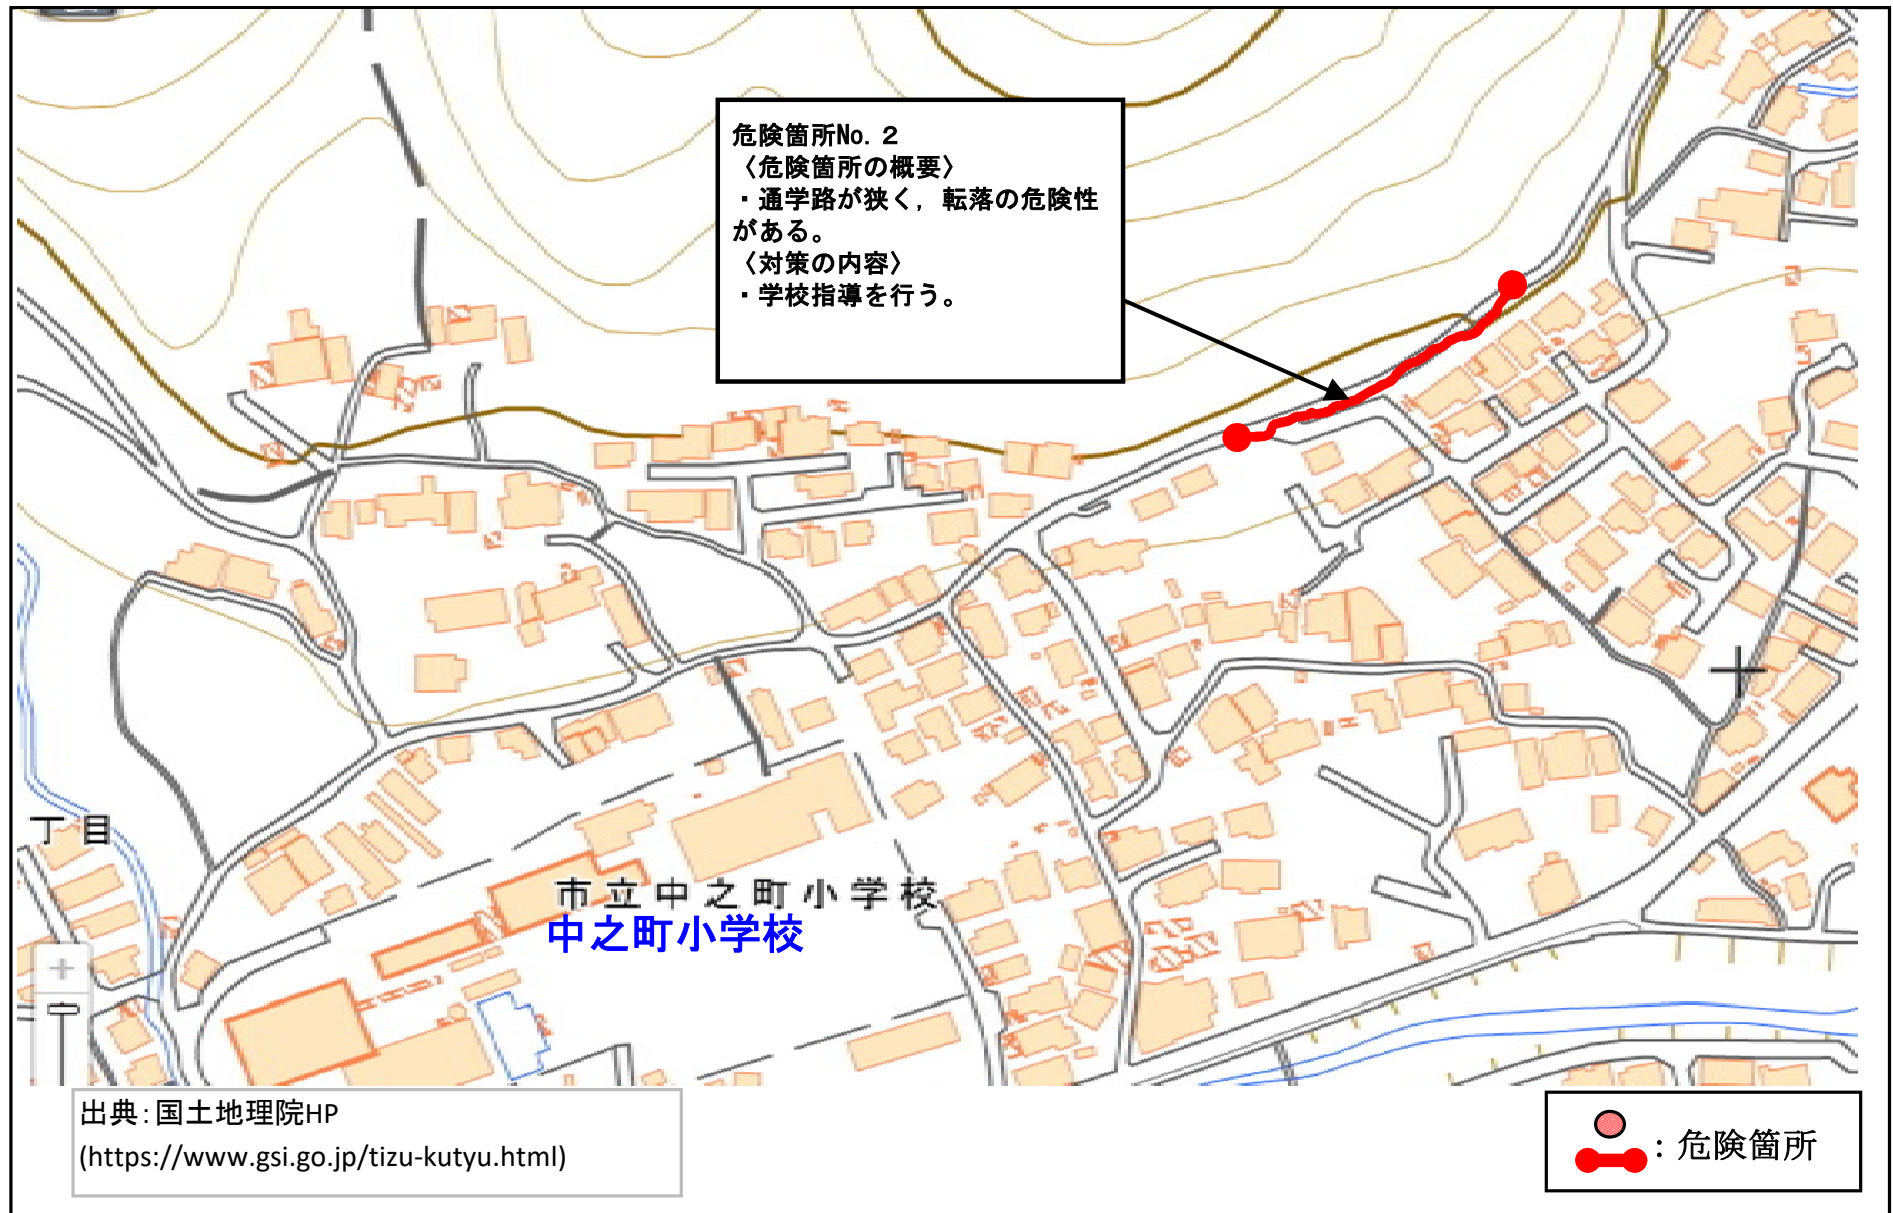 危険箇所No.２
〈危険箇所の概要〉
・通学路が狭く，転落の危険性
がある。
〈対策の内容〉
・学校指導を行う。
丁目
市立中之町小学校
中之町小学校
+
出典：国土地理院HP
(https://www.gsi.go.jp/tizu-kutyu.html)
：危険箇所